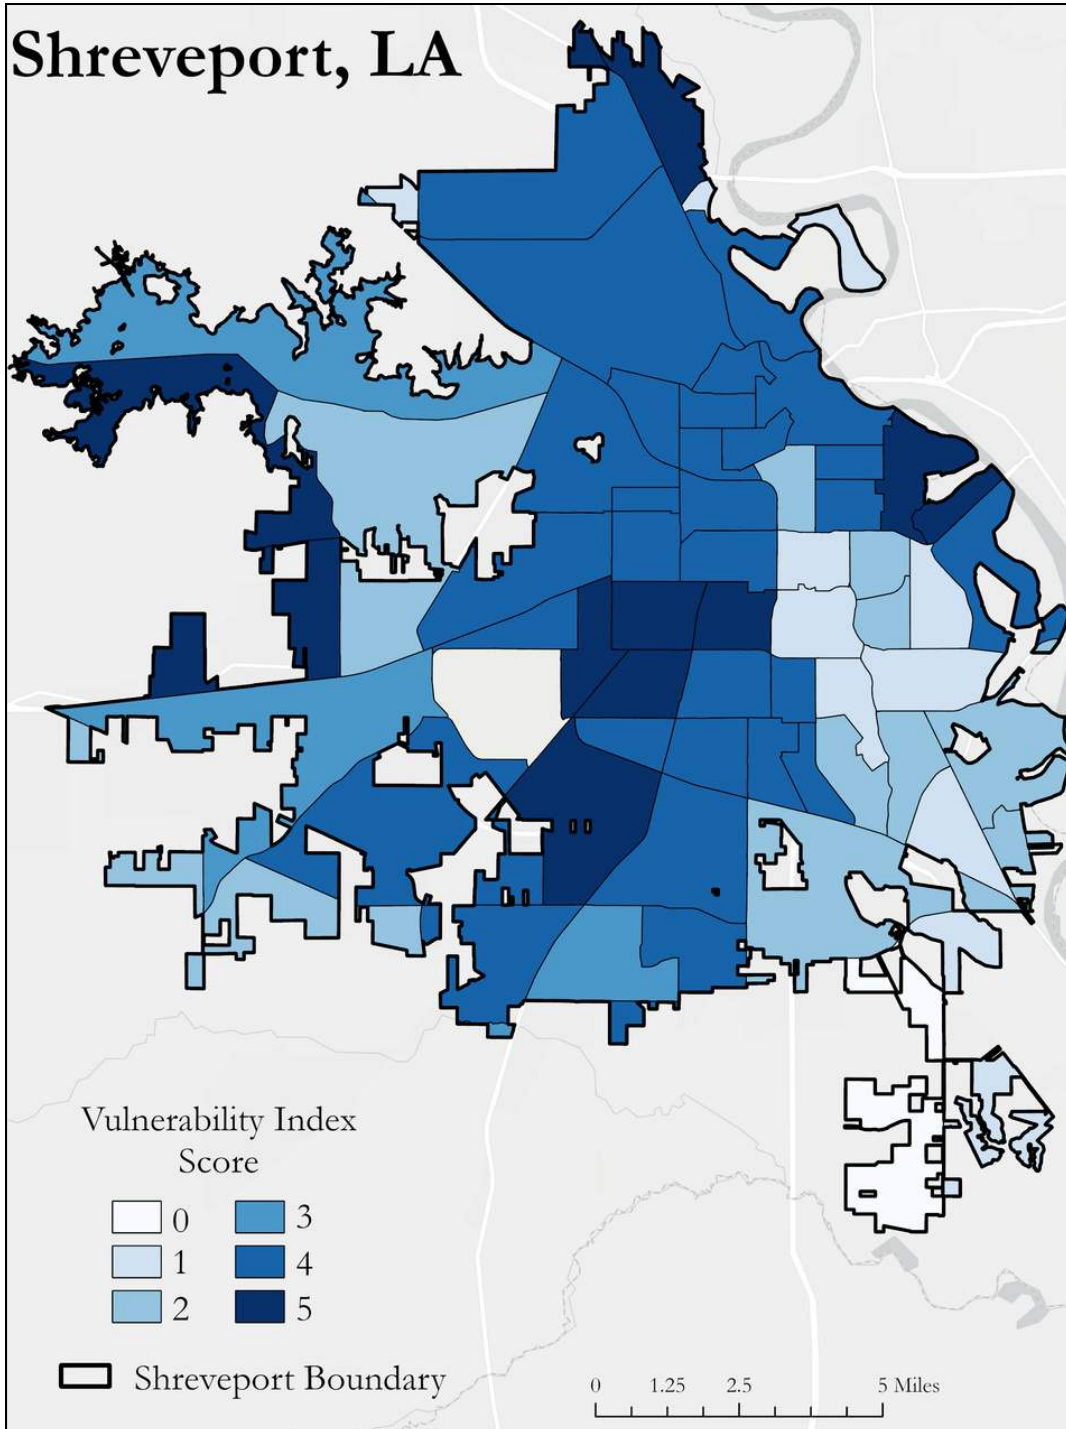 Shreveport, LA
Vulnerability Index
Score
0 3
1 4
2 5
Shreveport Boundary
0 1.25 2.5 5 Miles